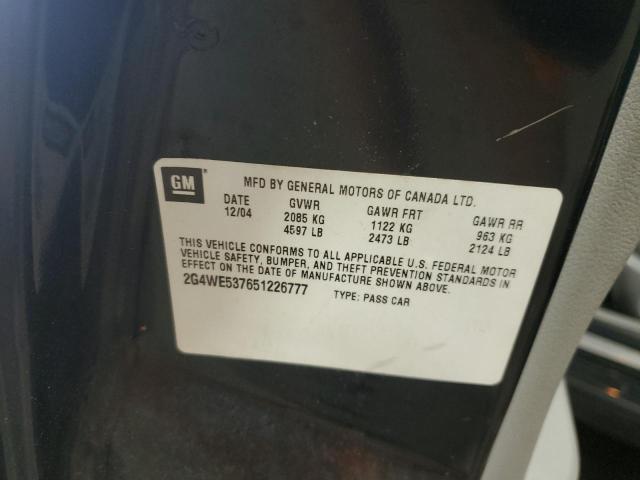 GM
MFD BY GENERAL MOTORS OF CANADA LTD.
DATE GVWR GAWR FRT GAWR RR
12/04 2085 KG 1122 KG 963 KG
4597 LB 2473 LB 2124 LB
THIS VEHICLE CONFORMS TO ALL APPLICABLE U.S. FEDERAL MOTOR
VEHICLE SAFETY, BUMPER, AND THEFT PREVENTION STANDARDS IN
EFFECT ON THE DATE OF MANUFACTURE SHOWN ABOVE.
2G4WE537651226777 TYPE: PASS CAR